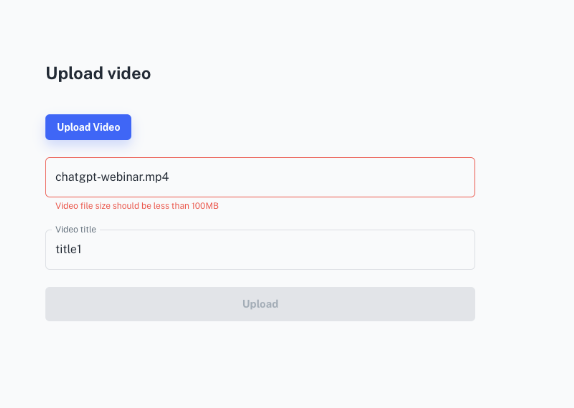 Upload video
Upload Video
chatgpt-webinar.mp4
Video file size should be less than 100MB
Video title
title1
Upload